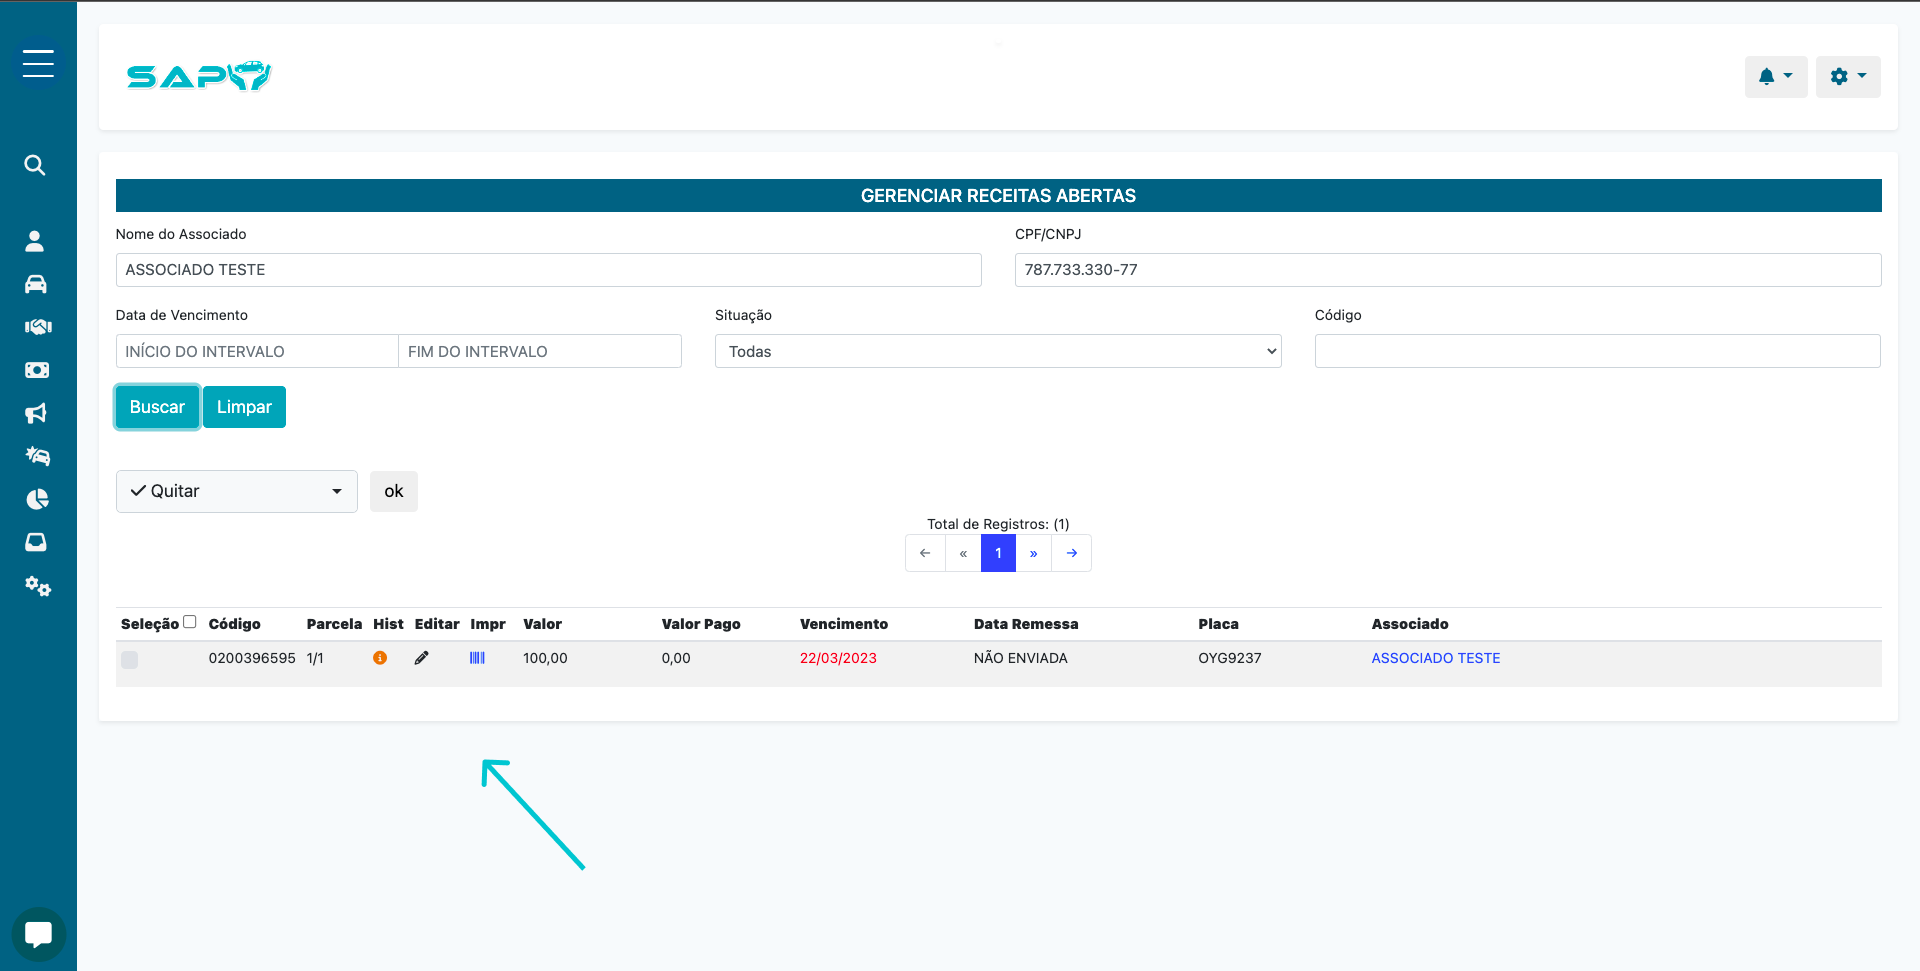 SAPY
GERENCIAR RECEITAS ABERTAS
Nome do Associado CPF/CNPJ
ASSOCIADO TESTE 787.733.330-77
Data de Vencimento Situação Código
INÍCIO DO INTERVALO FIM DO INTERVALO Todas
Buscar Limpar
Quitar ok
Total de Registros: (1)
← « 1 » →
Seleção Código Parcela Hist Editar Impr Valor Valor Pago Vencimento Data Remessa Placa Associado
0200396595 1/1 100,00 0,00 22/03/2023 NÃO ENVIADA OYG9237 ASSOCIADO TESTE